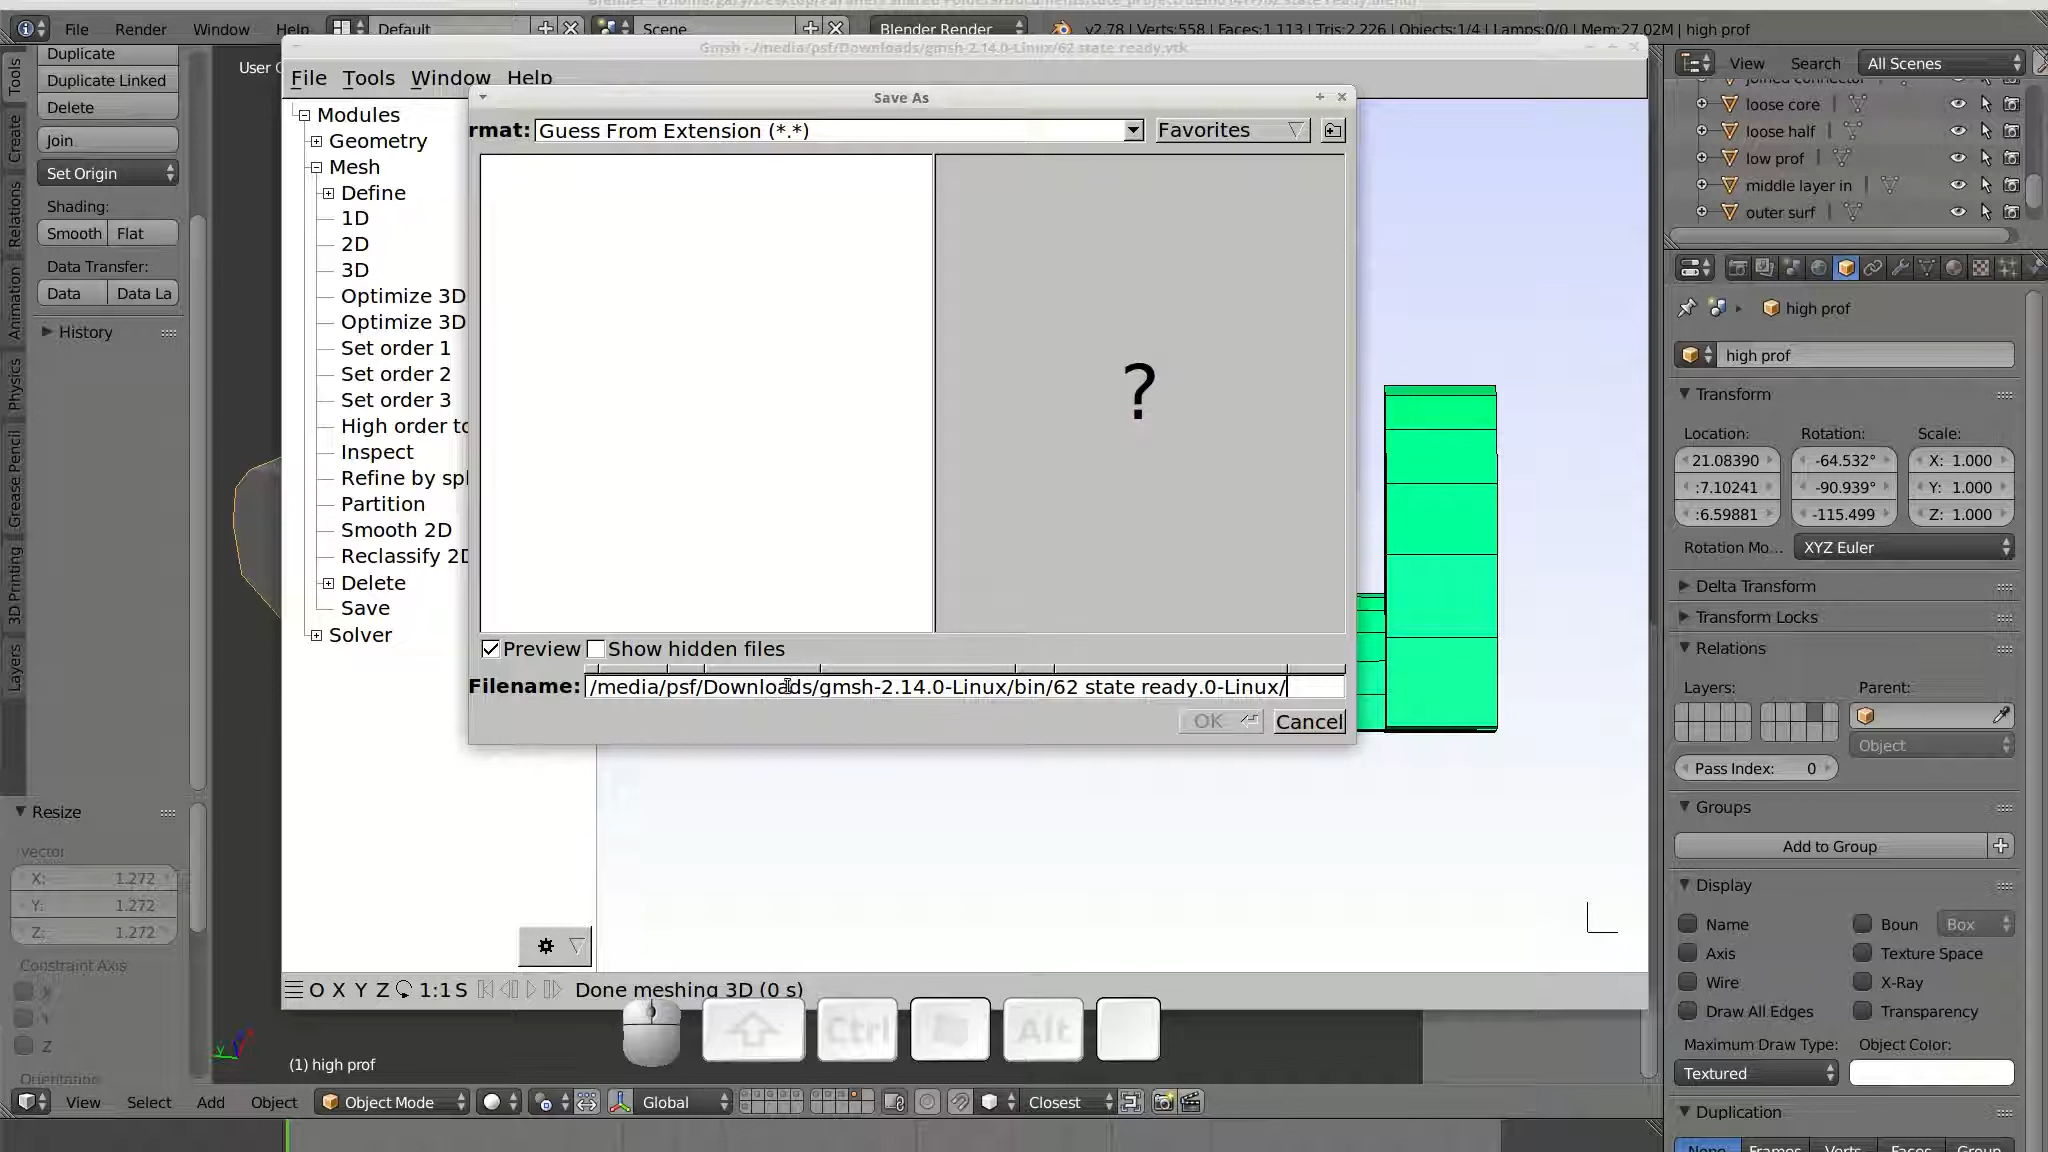 File Render Window Help Default Scene Blender Render v2.78 | Verts:558 | Faces:1,113 | Tris:2,226 | Objects:1/4 | Lamps:0/0 | Mem:27.02M | high prof
Gmsh - /media/psf/Downloads/gmsh-2.14.0-Linux/62 state ready.vtk
Tools
Create
Relations
Animation
Physics
Grease Pencil
3D Printing
Layers
Duplicate
Duplicate Linked
Delete
Join
Set Origin
Shading:
Smooth Flat
Data Transfer:
Data Data La
History
Resize
Vector
X: 1.272
Y: 1.272
Z: 1.272
Constraint Axis
X
Y
Z
Orientation
User
File Tools Window Help
Modules
Geometry
Mesh
Define
1D
2D
3D
Optimize 3D
Optimize 3D
Set order 1
Set order 2
Set order 3
High order to
Inspect
Refine by spl
Partition
Smooth 2D
Reclassify 2D
Delete
Save
Solver
Save As
rmat: Guess From Extension (*.*) Favorites
?
Preview Show hidden files
Filename: /media/psf/Downloads/gmsh-2.14.0-Linux/bin/62 state ready.0-Linux/
OK Cancel
O X Y Z 1:1 S Done meshing 3D (0 s)
Ctrl Alt
(1) high prof
View Select Add Object Object Mode Global Closest
View Search All Scenes
joined connector
loose core
loose half
low prof
middle layer in
outer surf
high prof
high prof
Transform
Location: Rotation: Scale:
21.08390 -64.532° X: 1.000
:7.10241 -90.939° Y: 1.000
:6.59881 -115.499 Z: 1.000
Rotation Mo... XYZ Euler
Delta Transform
Transform Locks
Relations
Layers: Parent:
Object
Pass Index: 0
Groups
Add to Group
Display
Name Boun Box
Axis Texture Space
Wire X-Ray
Draw All Edges Transparency
Maximum Draw Type: Object Color:
Textured
Duplication
None Frames Verts Faces Group